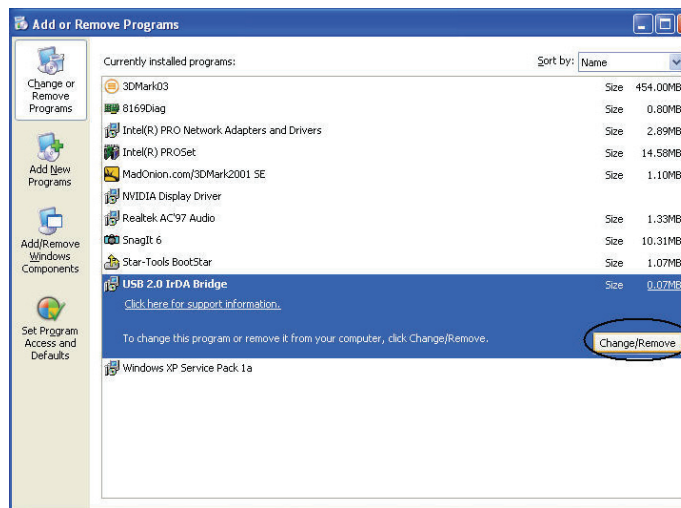 Add or Remove Programs
Change or
Remove
Programs
Add New
Programs
Add/Remove
Windows
Components
Set Program
Access and
Defaults
Currently installed programs:
Sort by: Name
3DMark03 Size 454.00MB
8169Diag Size 0.80MB
Intel(R) PRO Network Adapters and Drivers Size 2.89MB
Intel(R) PROSet Size 14.58MB
MadOnion.com/3DMark2001 SE Size 1.10MB
NVIDIA Display Driver
Realtek AC'97 Audio Size 1.33MB
SnagIt 6 Size 10.31MB
Star-Tools BootStar Size 1.07MB
USB 2.0 IrDA Bridge Size 0.07MB
Click here for support information.
To change this program or remove it from your computer, click Change/Remove.
Change/Remove
Windows XP Service Pack 1a